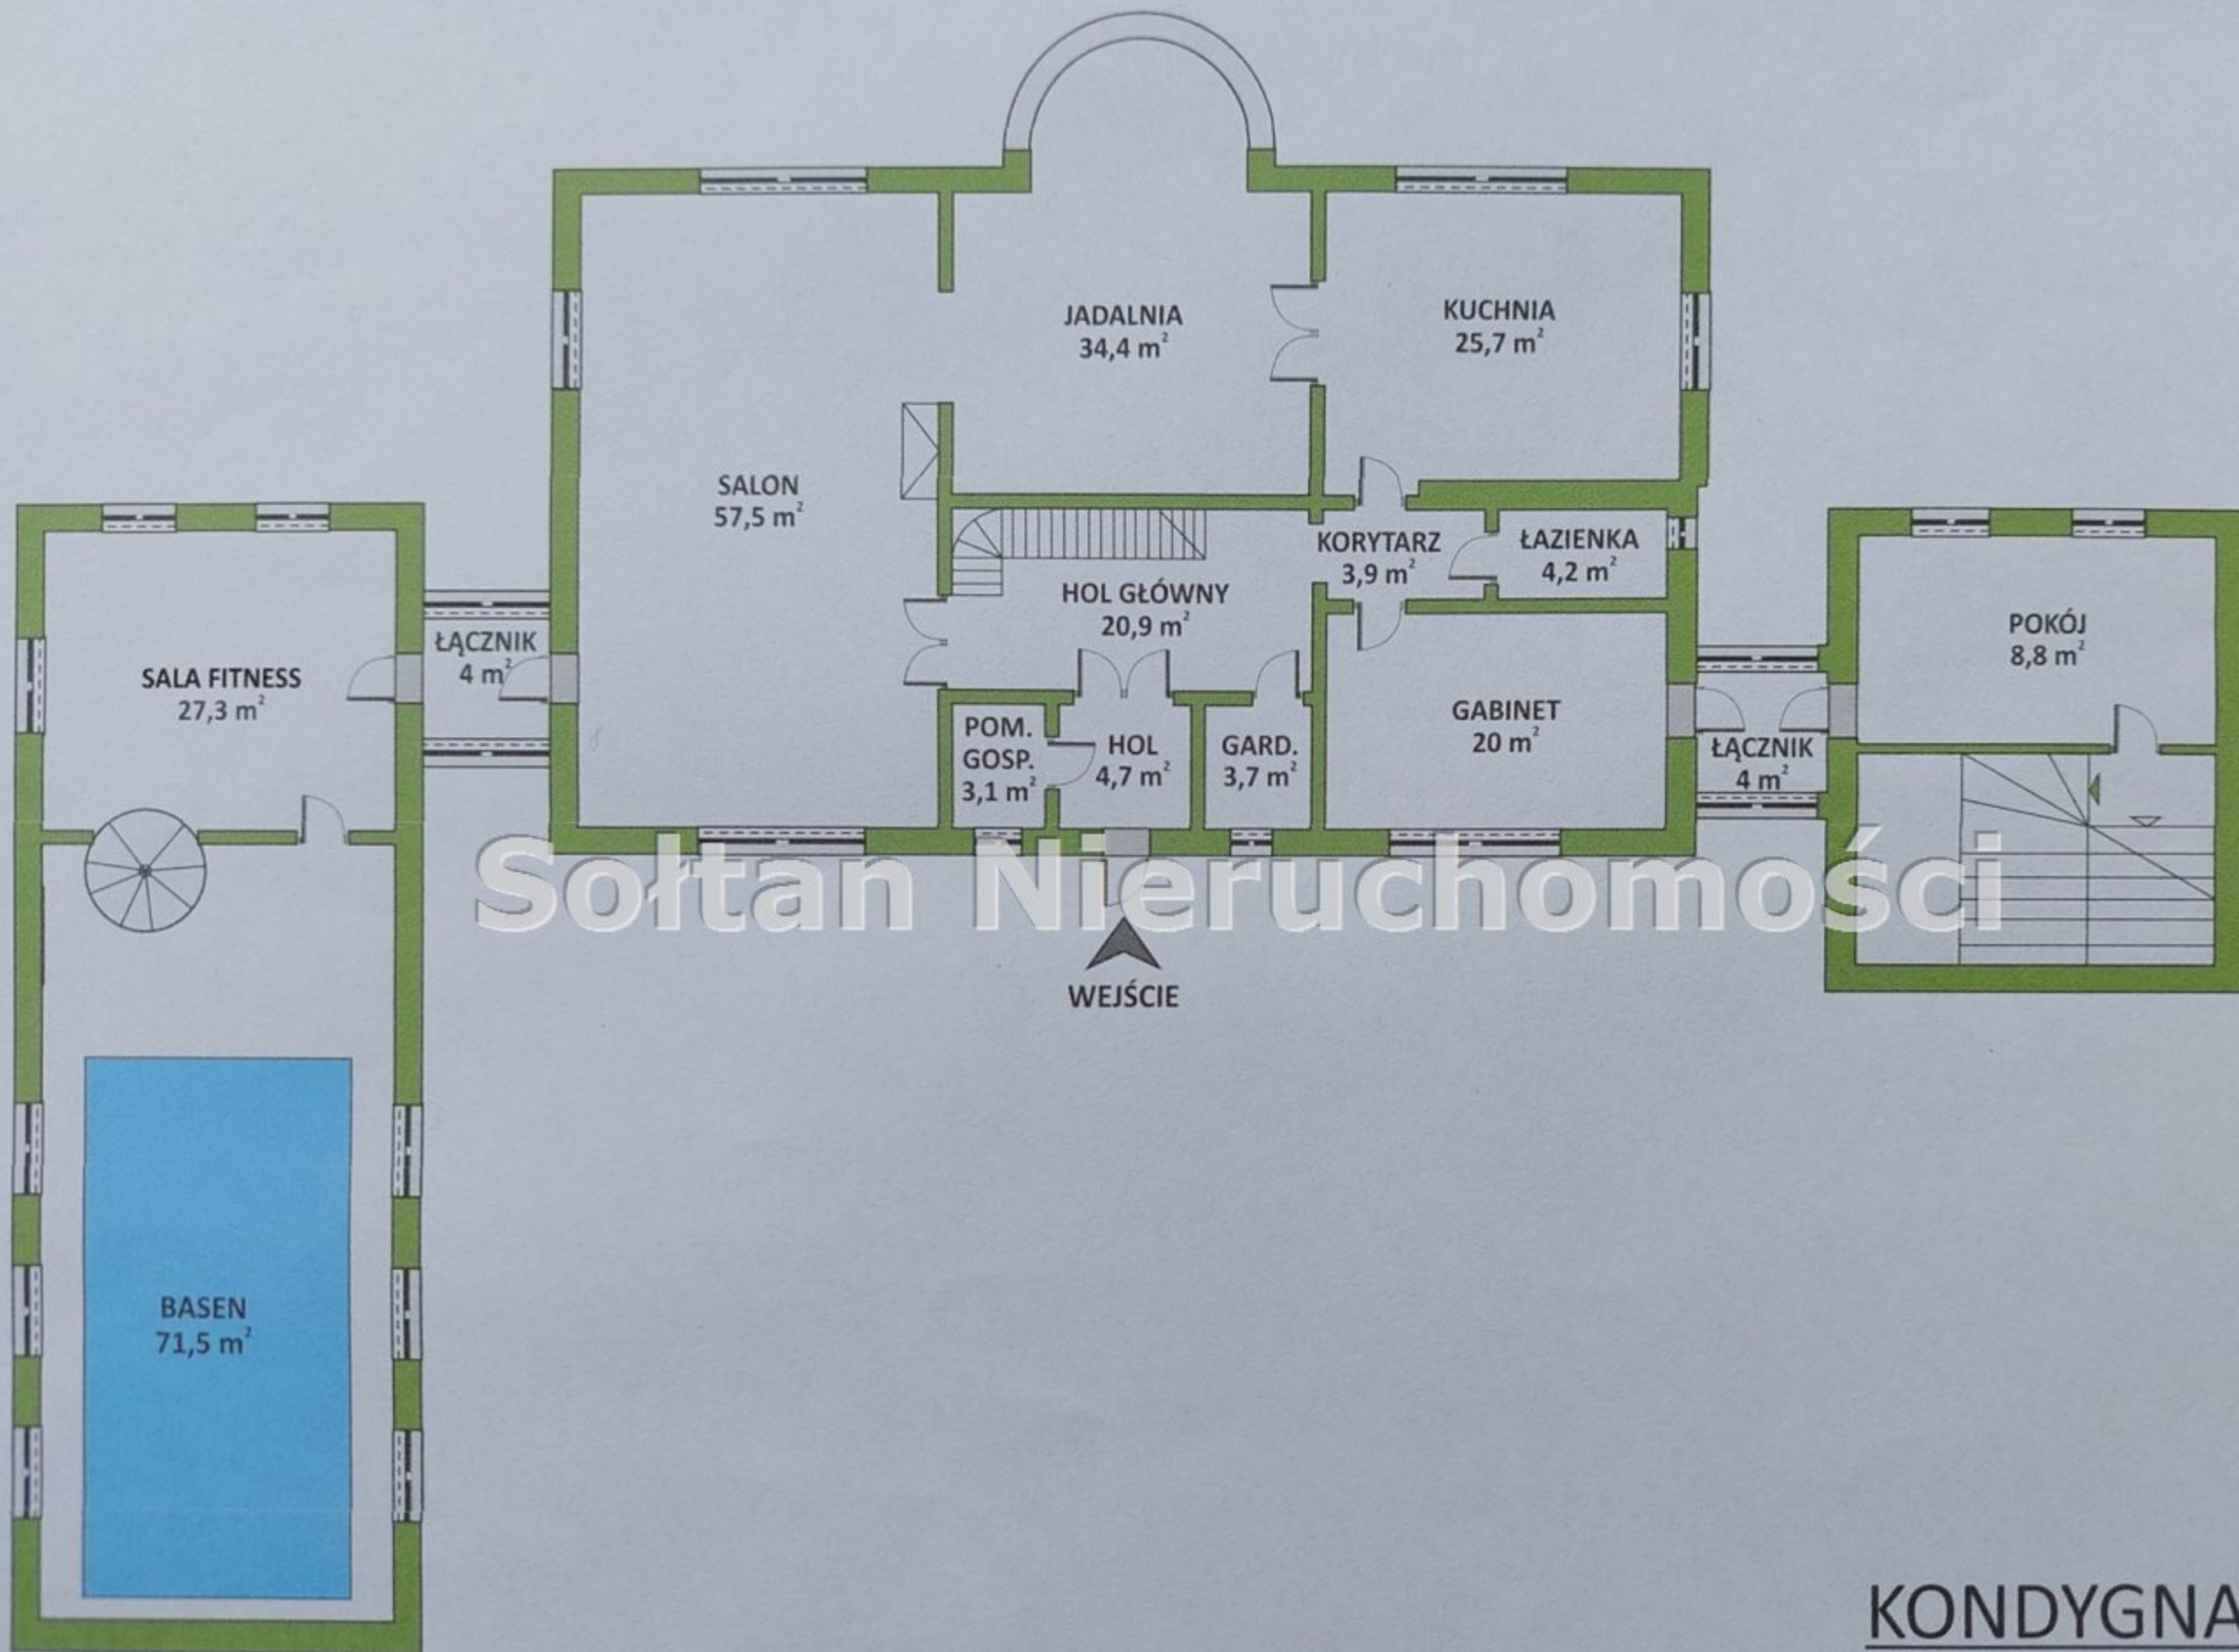 JADALNIA
34,4 m²
KUCHNIA
25,7 m²
SALON
57,5 m²
KORYTARZ
3,9 m²
ŁAZIENKA
4,2 m²
HOL GŁÓWNY
20,9 m²
ŁĄCZNIK
4 m²
SALA FITNESS
27,3 m²
POKÓJ
8,8 m²
POM.
GOSP.
3,1 m²
HOL
4,7 m²
GARD.
3,7 m²
GABINET
20 m²
ŁĄCZNIK
4 m²
Sołtan Nieruchomości
WEJŚCIE
BASEN
71,5 m²
KONDYGNA